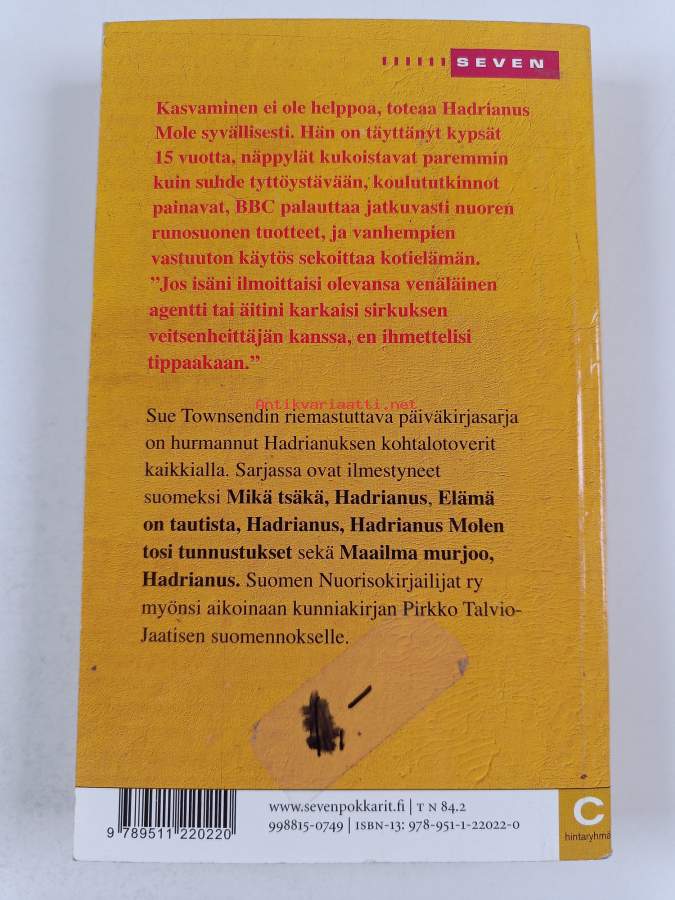 SEVEN
Kasvaminen ei ole helppoa, toteaa Hadrianus
Mole syvällisesti. Hän on täyttänyt kypsät
15 vuotta, näppylät kukoistavat paremmin
kuin suhde tyttöystävään, koulututkinnot
painavat, BBC palauttaa jatkuvasti nuoren
runosuonen tuotteet, ja vanhempien
vastuuton käytös sekoittaa kotielämän.
”Jos isäni ilmoittaisi olevansa venäläinen
agentti tai äitini karkaisi sirkuksen
veitsenheittäjän kanssa, en ihmettelisi
tippaakaan.”
Antikvariaatti.net
Sue Townsendin riemastuttava päiväkirjasarja
on hurmannut Hadrianuksen kohtalotoverit
kaikkialla. Sarjassa ovat ilmestyneet
suomeksi Mikä tsäkä, Hadrianus, Elämä
on tautista, Hadrianus, Hadrianus Molen
tosi tunnustukset sekä Maailma murjoo,
Hadrianus. Suomen Nuorisokirjailijat ry
myönsi aikoinaan kunniakirjan Pirkko Talvio-
Jaatisen suomennokselle.
www.sevenpokkarit.fi | T N 84.2
998815-0749 | ISBN-13: 978-951-1-22022-0
9 789511 220220
C
hintaryhmä